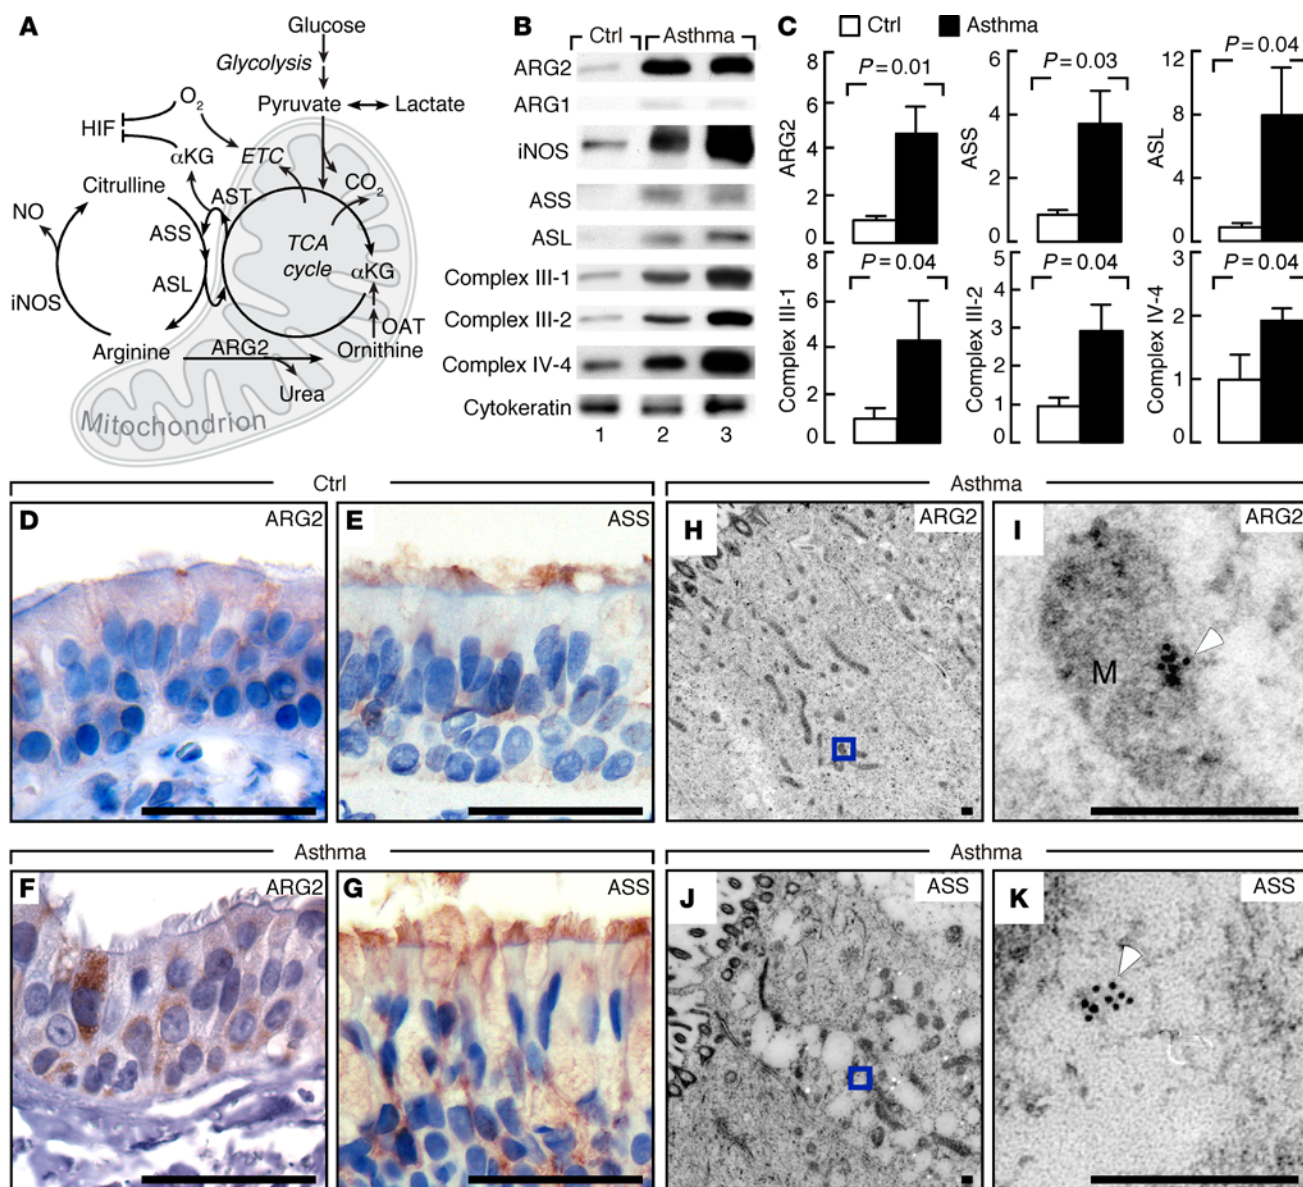 A
Glucose
Glycolysis
Pyruvate
Lactate
O2
HIF
ETC
αKG
CO2
Citrulline
AST
NO
ASS
TCA
cycle
αKG
ASL
iNOS
OAT
Arginine
ARG2
Ornithine
Urea
Mitochondrion
B
Ctrl
Asthma
ARG2
ARG1
iNOS
ASS
ASL
Complex III-1
Complex III-2
Complex IV-4
Cytokeratin
1 2 3
C
Ctrl
Asthma
P = 0.01
ARG2
8
6
4
2
0
P = 0.03
ASS
6
4
2
0
P = 0.04
ASL
12
8
4
0
P = 0.04
Complex III-1
8
6
4
2
0
P = 0.04
Complex III-2
5
4
3
2
1
0
P = 0.04
Complex IV-4
3
2
1
0
Ctrl
D
ARG2
E
ASS
Asthma
H
ARG2
I
ARG2
M
Asthma
F
ARG2
G
ASS
Asthma
J
ASS
K
ASS